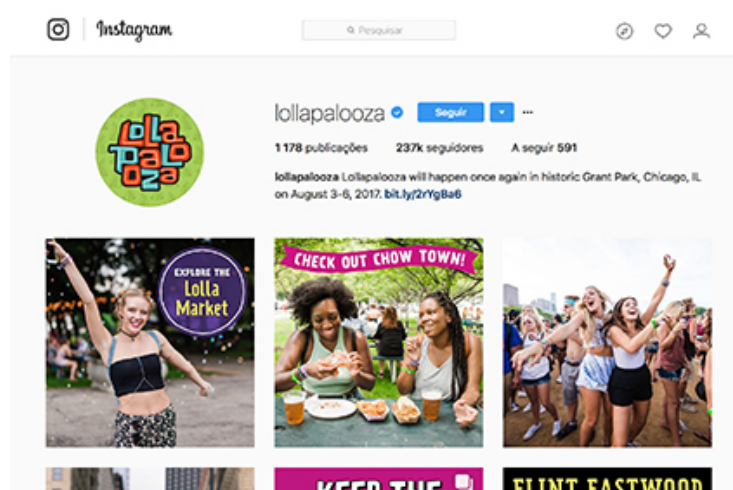 Instagram
Pesquisar
lollapalooza Seguir
1178 publicações 237k seguidores A seguir 591
lollapalooza Lollapalooza will happen once again in historic Grant Park, Chicago, IL
on August 3-6, 2017. bit.ly/2rYgBa6
LOLLA
PALO
OZA
EXPLORE THE
Lolla
Market
CHECK OUT CHOW TOWN!
KEEP THE
FLINT EASTWOOD